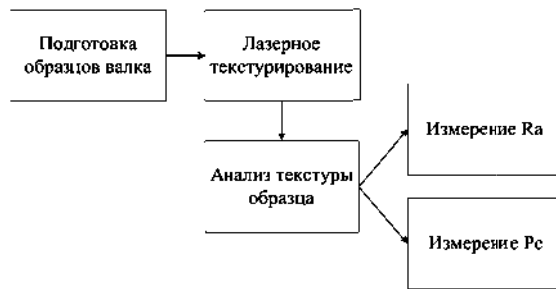 Подготовка
образцов валка
Лазерное
текстурирование
Анализ текстуры
образца
Измерение Ra
Измерение Pc